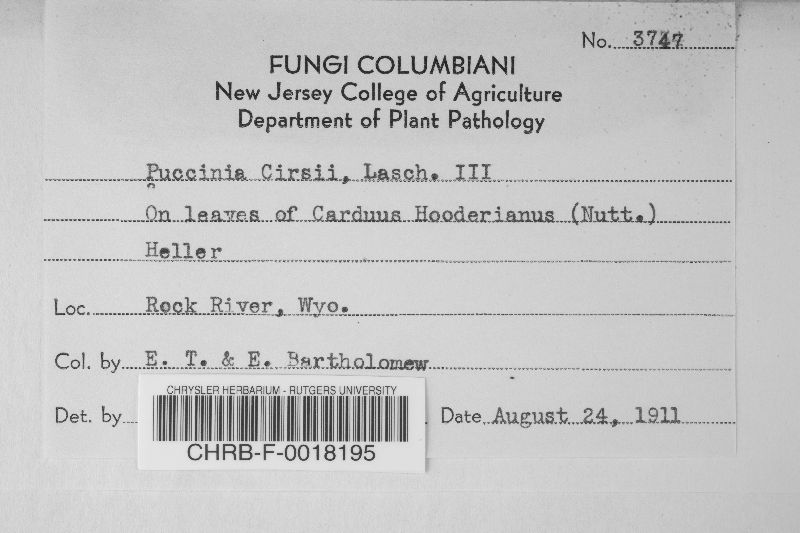 No. 3747
FUNGI COLUMBIANI
New Jersey College of Agriculture
Department of Plant Pathology
Puccinia Cirsii, Lasch. III
On leaves of Carduus Hooderianus (Nutt.)
Heller
Loc. Rock River, Wyo.
Col. by E. T. & E. Bartholomew
Det. by
Date August 24, 1911
CHRYSLER HERBARIUM - RUTGERS UNIVERSITY
CHRB-F-0018195